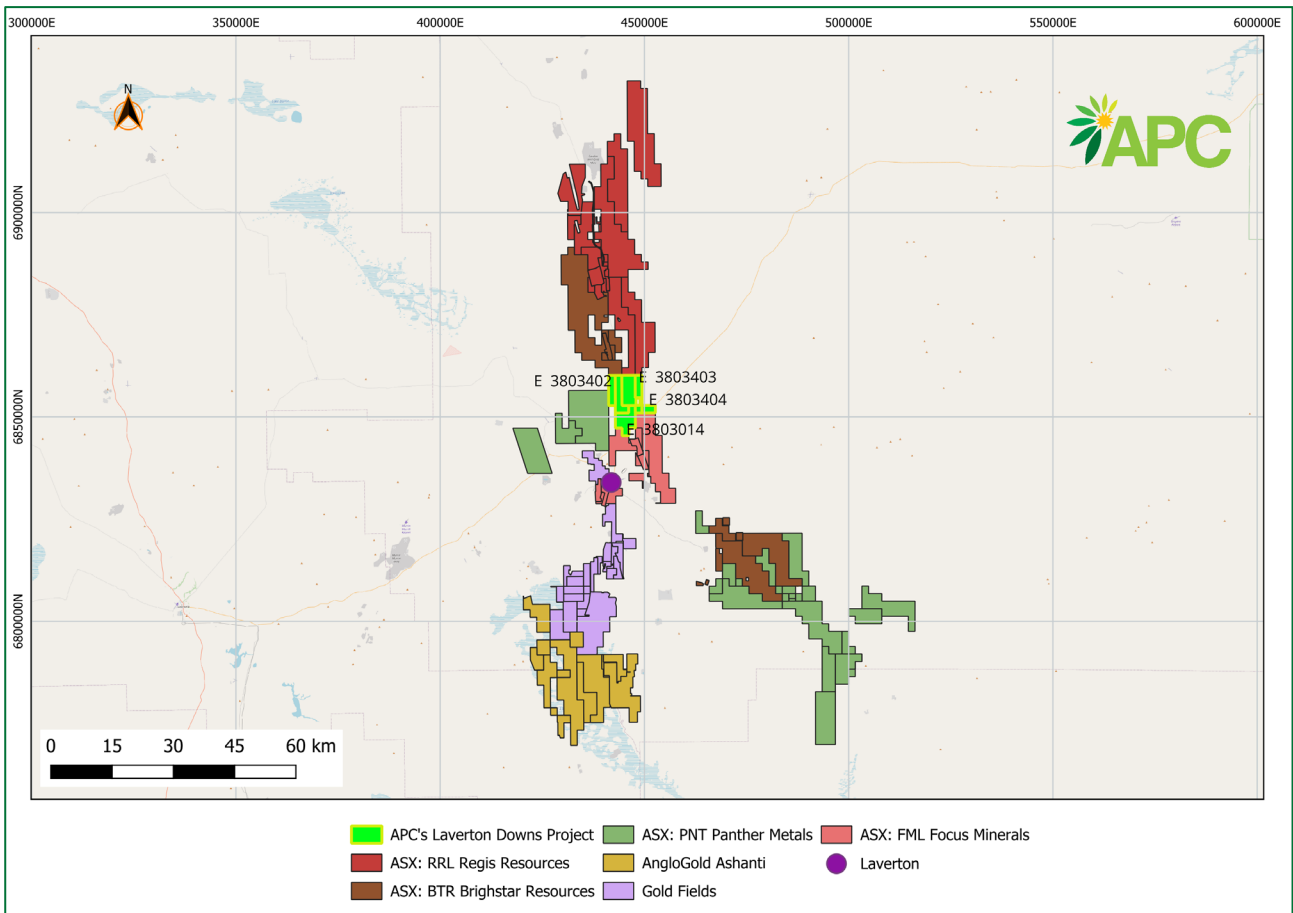 300000E 350000E 400000E 450000E 500000E 550000E 600000E
N
APC
6900000N
E 3803402
E 3803403
E 3803404
6850000N
E 3803014
6800000N
0 15 30 45 60 km
APC's Laverton Downs Project
ASX: PNT Panther Metals
ASX: FML Focus Minerals
ASX: RRL Regis Resources
AngloGold Ashanti
Laverton
ASX: BTR Brighstar Resources
Gold Fields